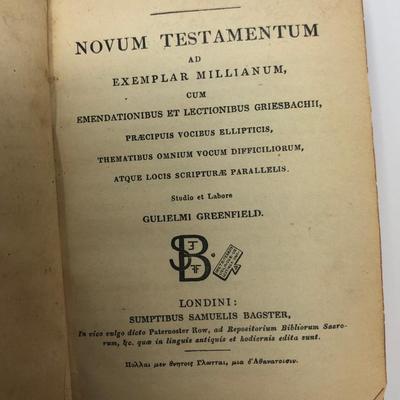 NOVUM TESTAMENTUM
AD
EXEMPLAR MILLIANUM,
CUM
EMENDATIONIBUS ET LECTIONIBUS GRIESBACHII,
PRÆCIPUIS VOCIBUS ELLIPTICIS,
THEMATIBUS OMNIUM VOCUM DIFFICILIORUM,
ATQUE LOCIS SCRIPTURÆ PARALLELIS.
Studio et Labore
GULIELMI GREENFIELD.
SB
LONDINI:
SUMPTIBUS SAMUELIS BAGSTER,
In vico vulgo dicto Paternoster Row, ad Repositorium Bibliorum Sacro-
rum, &c. quæ in linguis antiquis et hodiernis edita sunt.
Πολλαι μεν θνητοις Γλωτται, μια δ'Αθανατοισιν.